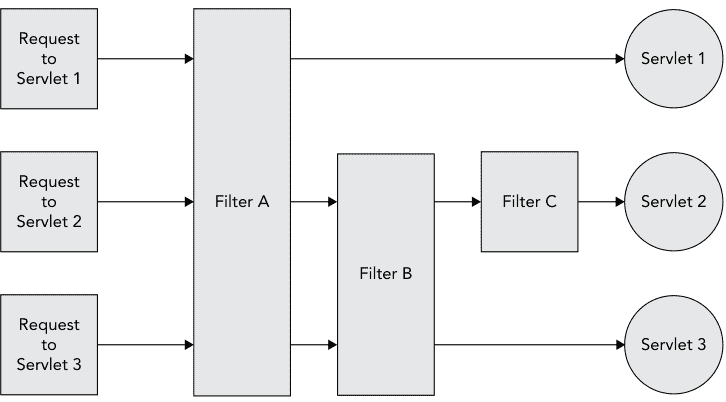 Request
to
Servlet 1
Servlet 1
Request
to
Servlet 2
Filter A
Filter C
Servlet 2
Filter B
Request
to
Servlet 3
Servlet 3